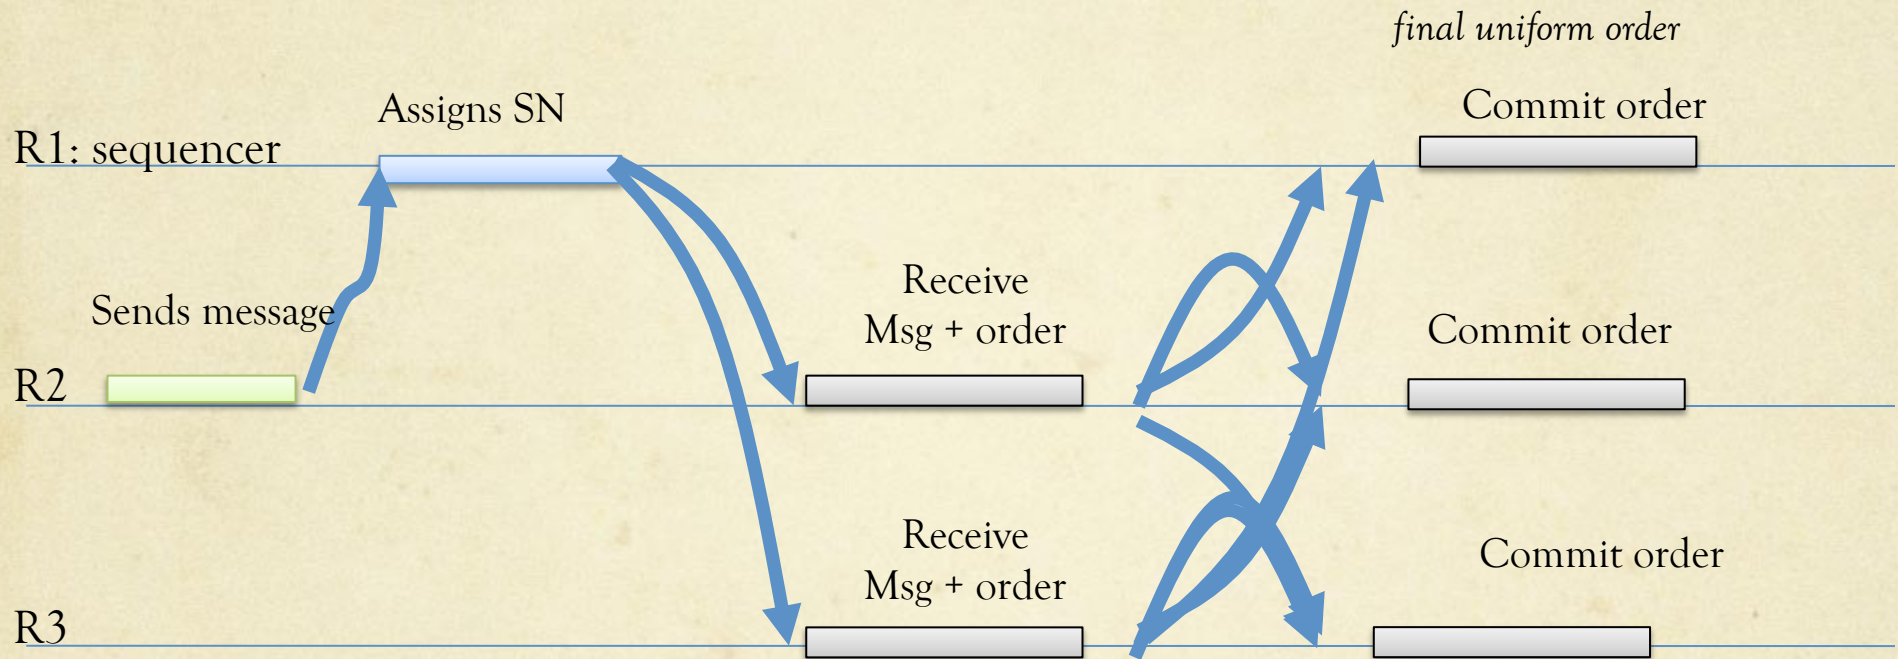 final uniform order
Assigns SN
Commit order
R1: sequencer
Sends message
Receive
Msg + order
Commit order
R2
Receive
Msg + order
Commit order
R3